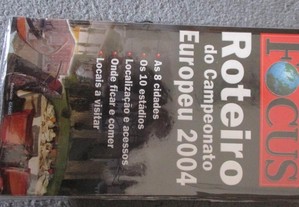 FOCUS
Roteiro
do Campeonato
Europeu 2004
• As 8 cidades
• Os 10 estádios
• Localização e acessos
• Onde ficar e comer
• Locais a visitar